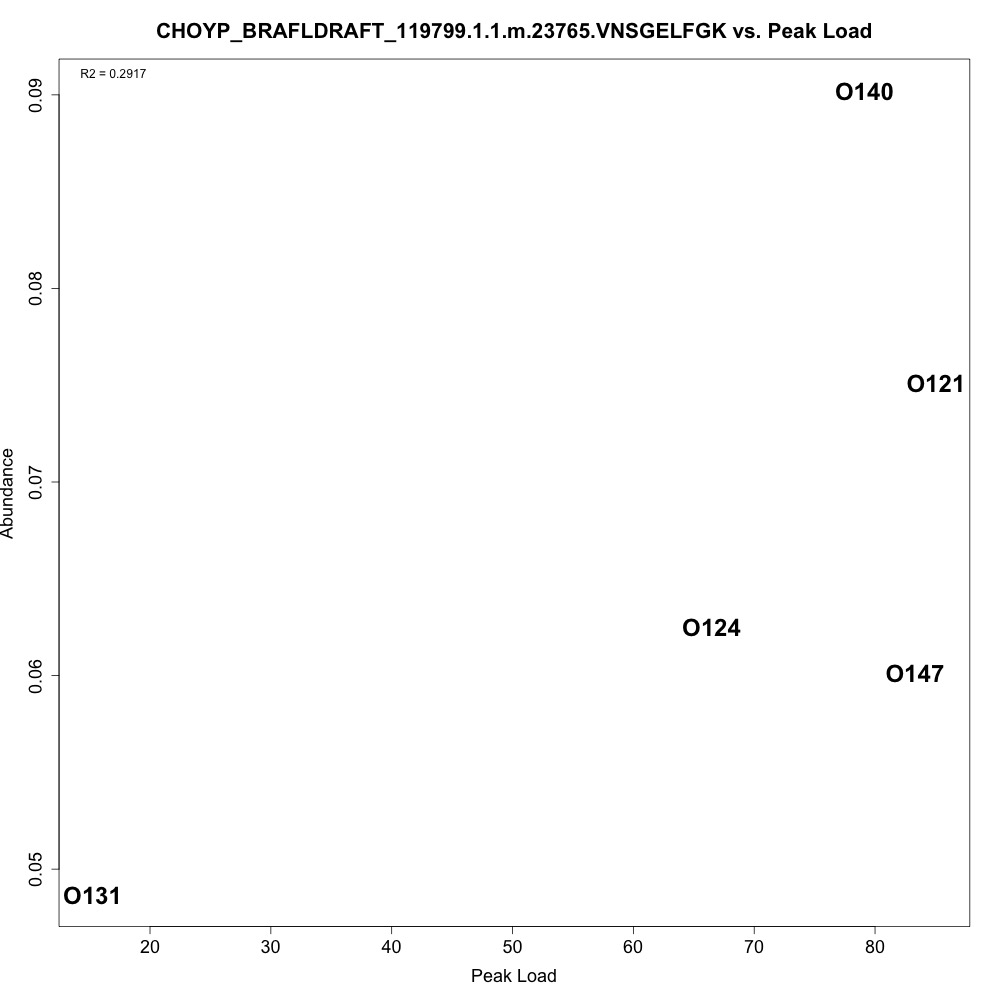 CHOYP_BRAFLDRAFT_119799.1.1.m.23765.VNSGELFGK vs. Peak Load
R2 = 0.2917
O140
O121
O124
O147
O131
Abundance
0.09
0.08
0.07
0.06
0.05
20 30 40 50 60 70 80
Peak Load